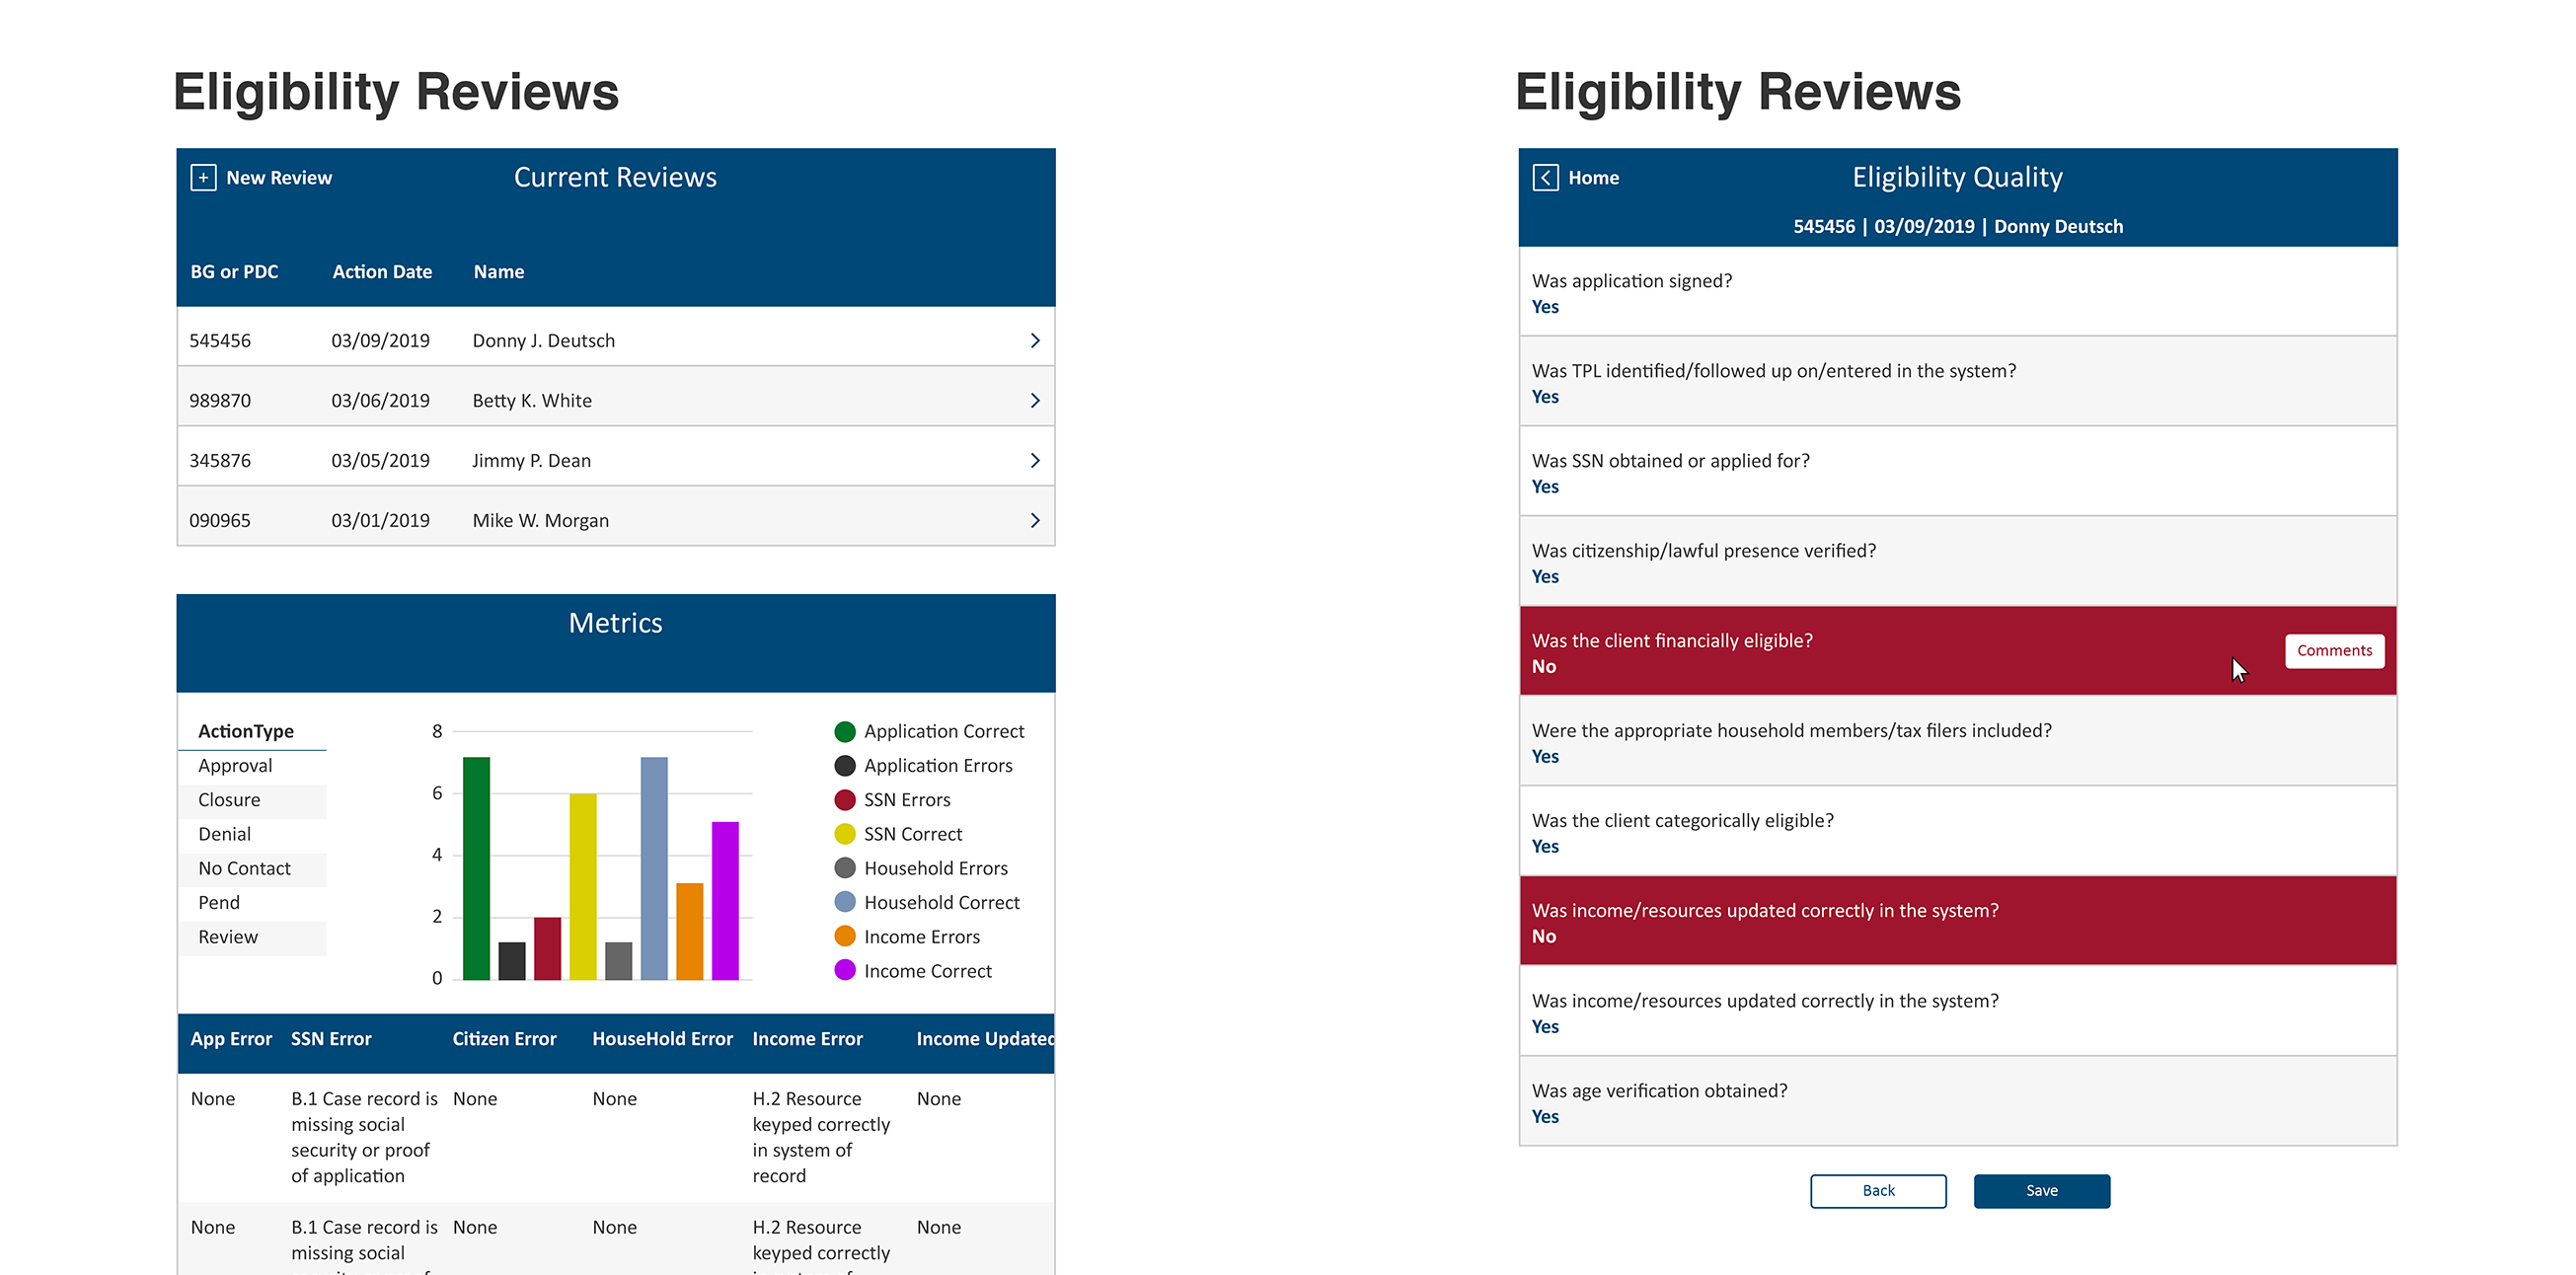 Eligibility Reviews
New Review
Current Reviews
BG or PDC Action Date Name
545456 03/09/2019 Donny J. Deutsch
989870 03/06/2019 Betty K. White
345876 03/05/2019 Jimmy P. Dean
090965 03/01/2019 Mike W. Morgan
Metrics
ActionType
Approval
Closure
Denial
No Contact
Pend
Review
8
6
4
2
0
Application Correct
Application Errors
SSN Errors
SSN Correct
Household Errors
Household Correct
Income Errors
Income Correct
App Error SSN Error Citizen Error HouseHold Error Income Error Income Updated
None B.1 Case record is None None H.2 Resource None
missing social keyped correctly
security or proof in system of
of application record
None B.1 Case record is None None H.2 Resource None
missing social keyped correctly
Eligibility Reviews
Home
Eligibility Quality
545456 | 03/09/2019 | Donny Deutsch
Was application signed?
Yes
Was TPL identified/followed up on/entered in the system?
Yes
Was SSN obtained or applied for?
Yes
Was citizenship/lawful presence verified?
Yes
Was the client financially eligible?
No
Comments
Were the appropriate household members/tax filers included?
Yes
Was the client categorically eligible?
Yes
Was income/resources updated correctly in the system?
No
Was income/resources updated correctly in the system?
Yes
Was age verification obtained?
Yes
Back
Save